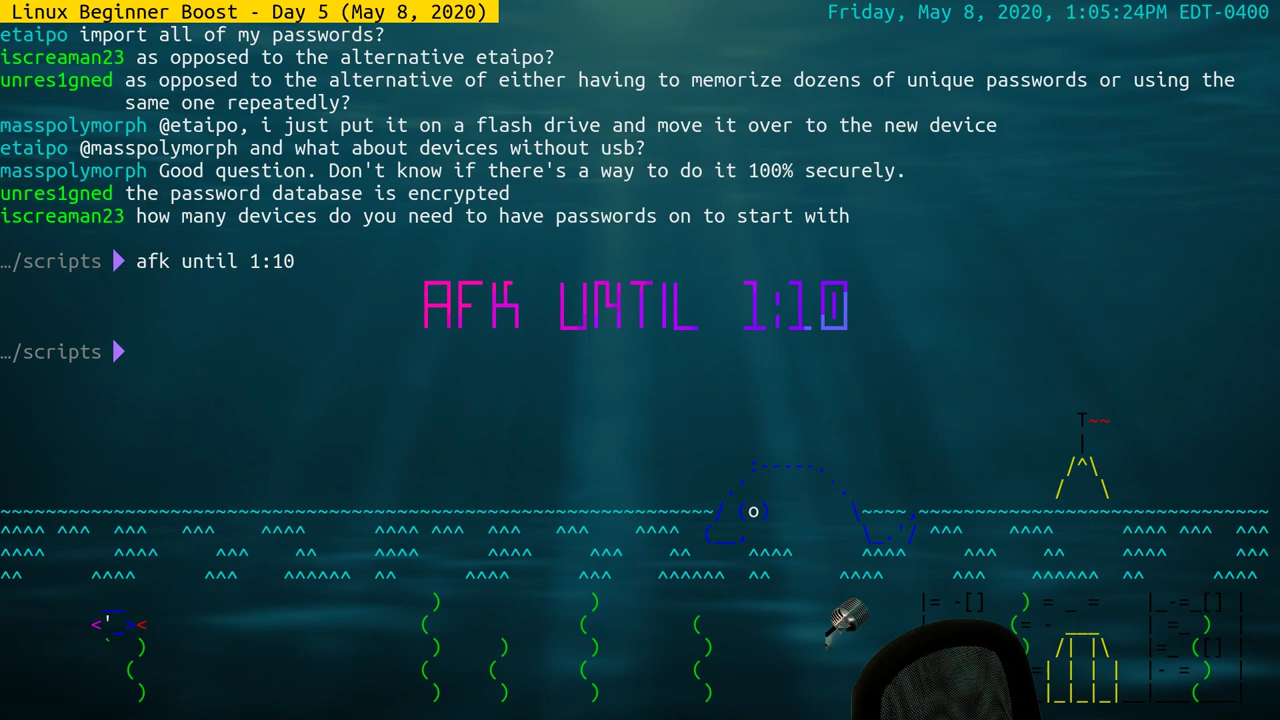 Linux Beginner Boost - Day 5 (May 8, 2020)
Friday, May 8, 2020, 1:05:24PM EDT-0400
etaipo import all of my passwords?
iscreaman23 as opposed to the alternative etaipo?
unres1gned as opposed to the alternative of either having to memorize dozens of unique passwords or using the
same one repeatedly?
masspolymorph @etaipo, i just put it on a flash drive and move it over to the new device
etaipo @masspolymorph and what about devices without usb?
masspolymorph Good question. Don't know if there's a way to do it 100% securely.
unres1gned the password database is encrypted
iscreaman23 how many devices do you need to have passwords on to start with
…/scripts afk until 1:10
AFK UNTIL 1:10
…/scripts